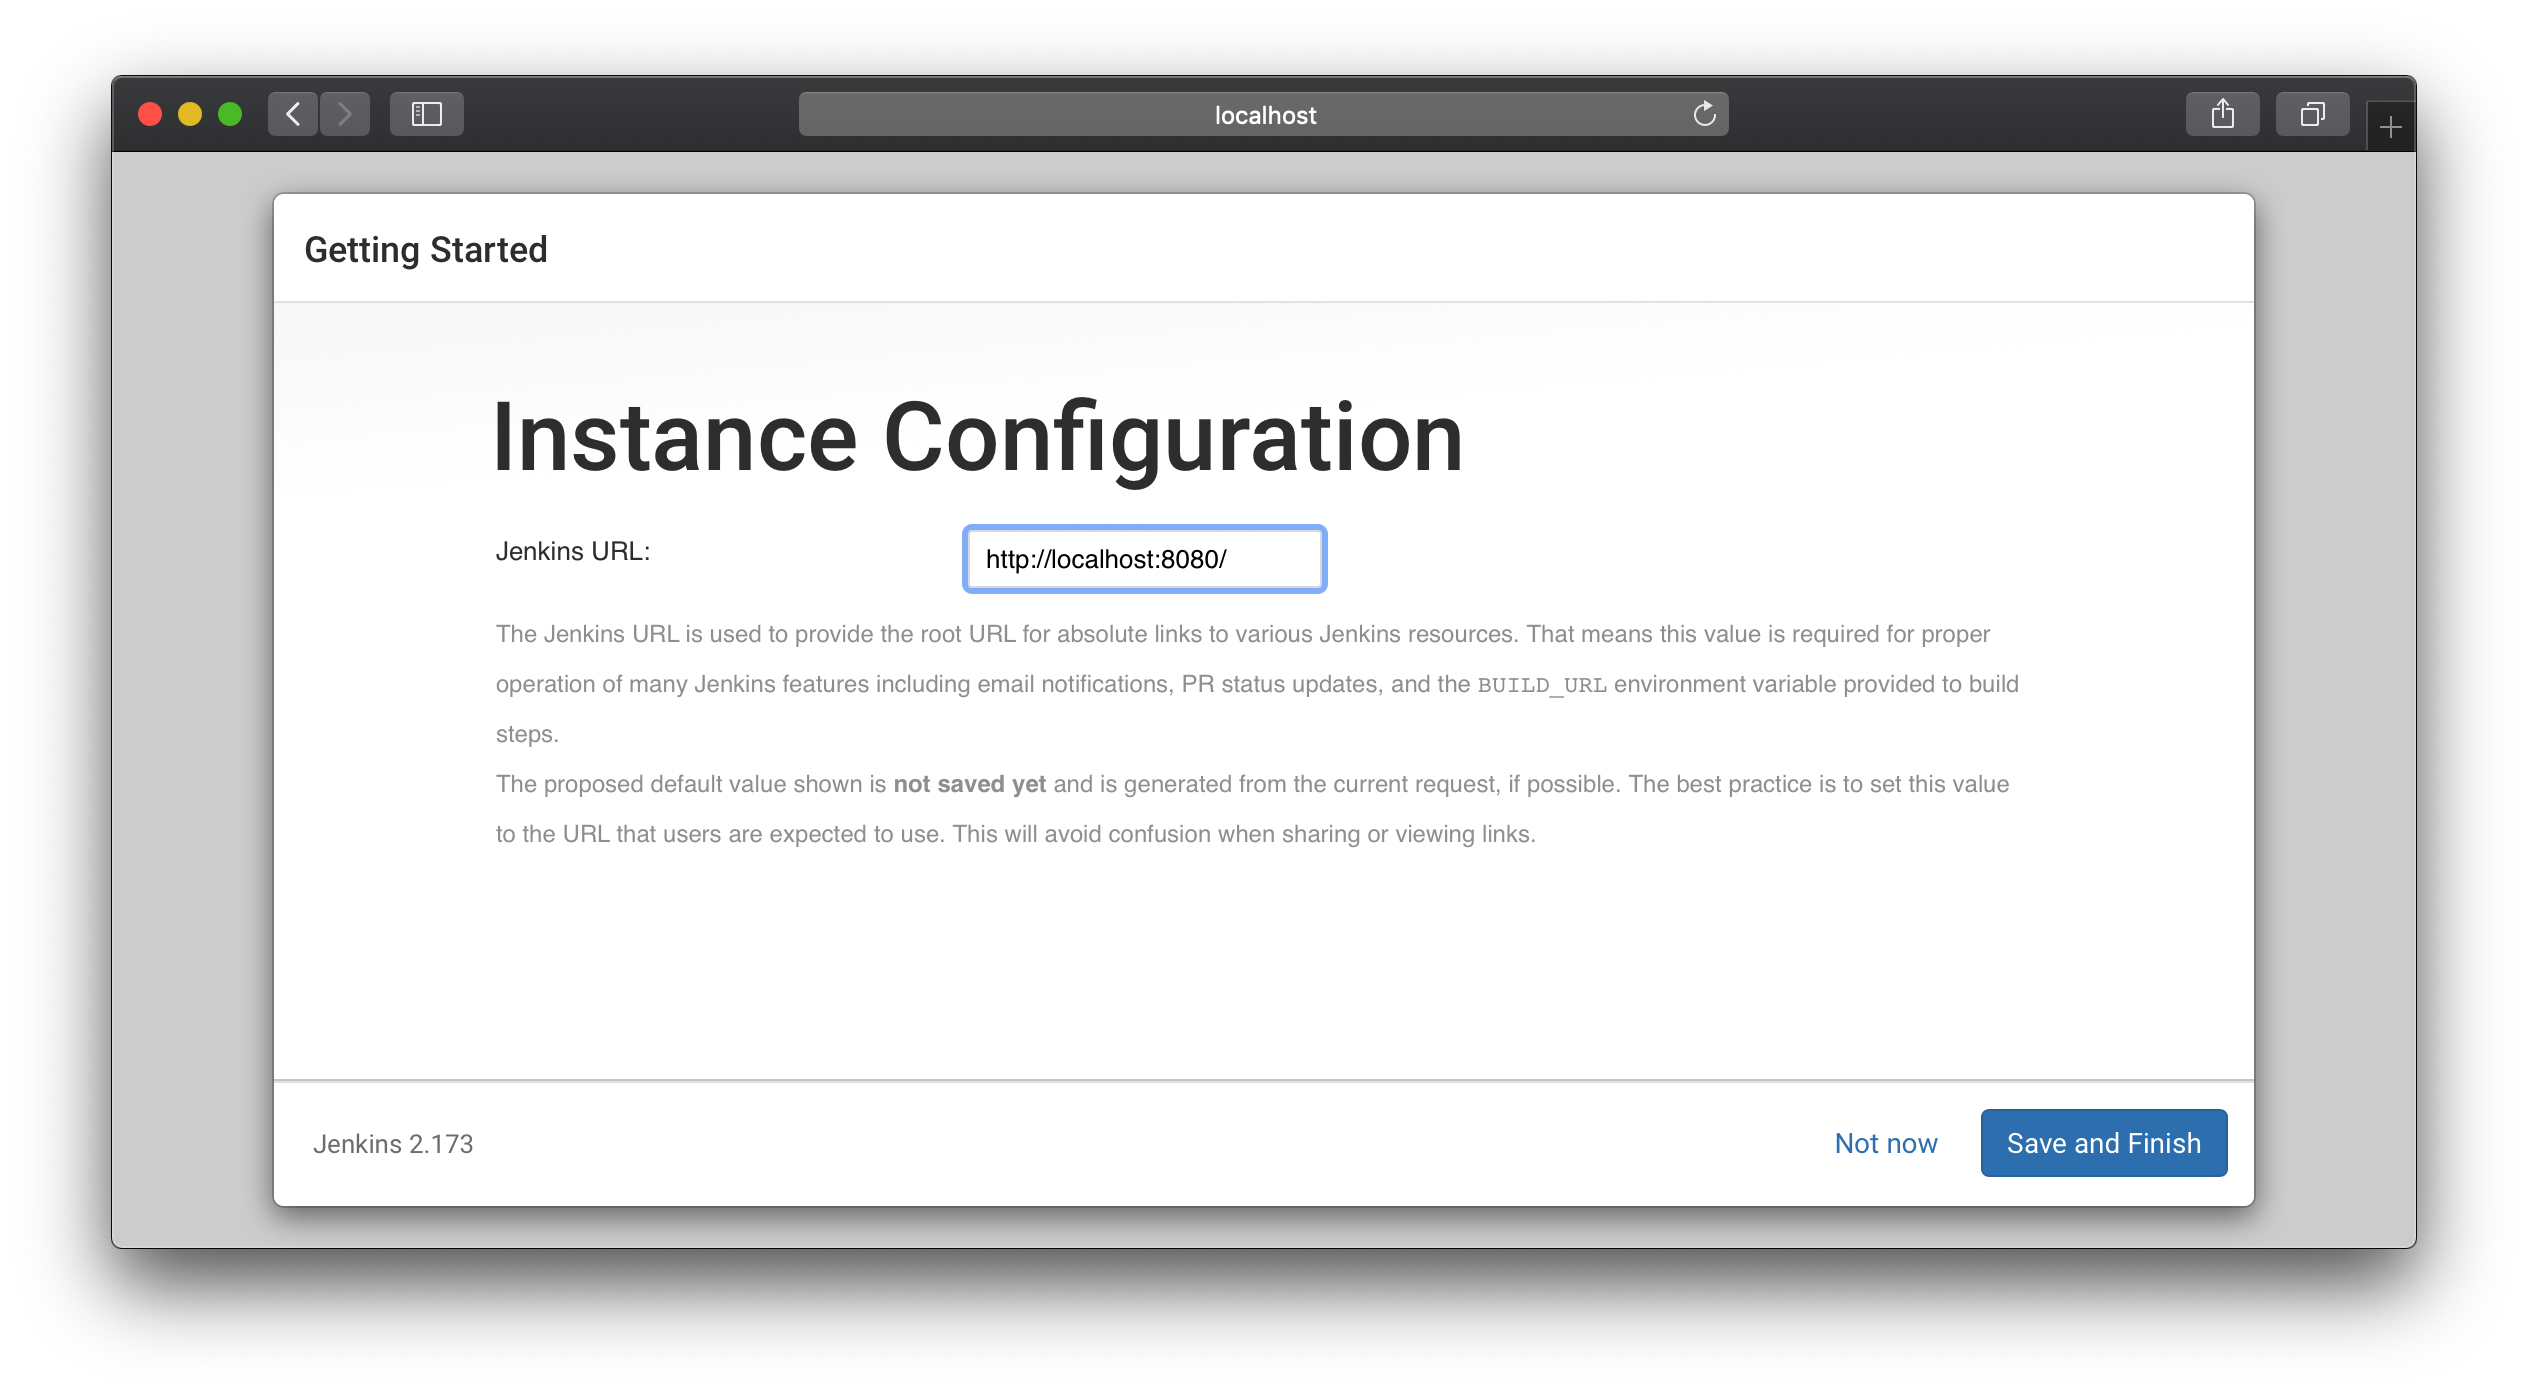 localhost
Getting Started
Instance Configuration
Jenkins URL:
http://localhost:8080/
The Jenkins URL is used to provide the root URL for absolute links to various Jenkins resources. That means this value is required for proper
operation of many Jenkins features including email notifications, PR status updates, and the BUILD_URL environment variable provided to build
steps.
The proposed default value shown is not saved yet and is generated from the current request, if possible. The best practice is to set this value
to the URL that users are expected to use. This will avoid confusion when sharing or viewing links.
Jenkins 2.173
Not now
Save and Finish